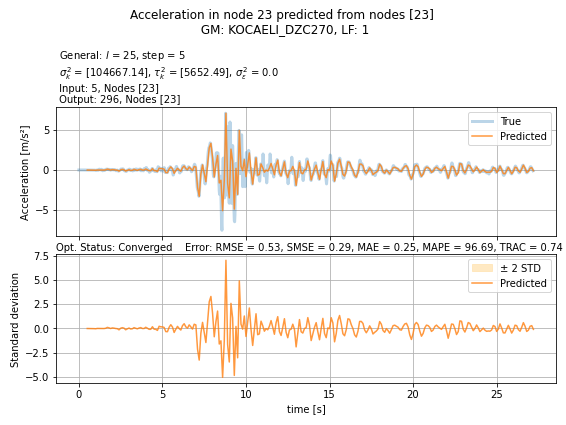 Acceleration in node 23 predicted from nodes [23]
GM: KOCAELI_DZC270, LF: 1
General: l = 25, step = 5
σ²ₖ = [104667.14], τ²ₖ = [5652.49], σ²ε = 0.0
Input: 5, Nodes [23]
Output: 296, Nodes [23]
Acceleration [m/s²]
5
0
−5
True
Predicted
Opt. Status: Converged Error: RMSE = 0.53, SMSE = 0.29, MAE = 0.25, MAPE = 96.69, TRAC = 0.74
Standard deviation
7.5
5.0
2.5
0.0
−2.5
−5.0
± 2 STD
Predicted
0 5 10 15 20 25
time [s]